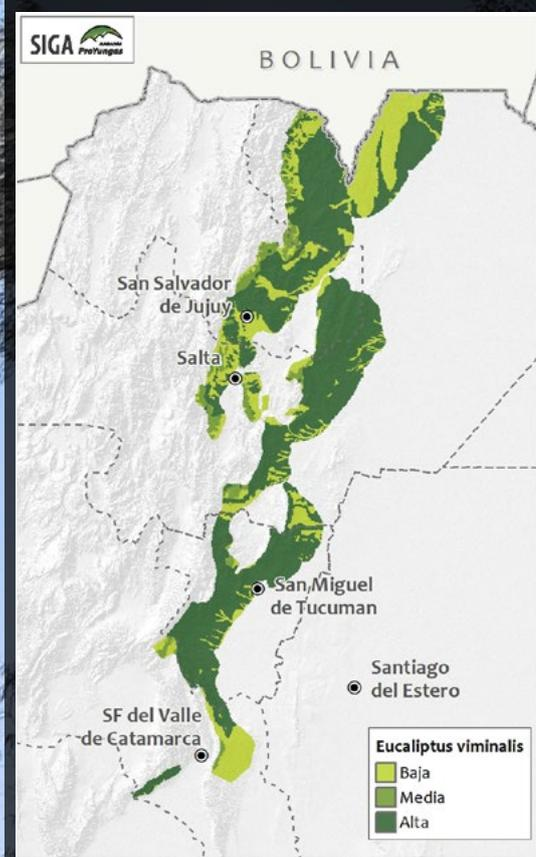 SIGA
FUNDACIÓN
ProYungas
BOLIVIA
San Salvador
de Jujuy
Salta
San Miguel
de Tucuman
Santiago
del Estero
SF del Valle
de Catamarca
Eucaliptus viminalis
Baja
Media
Alta